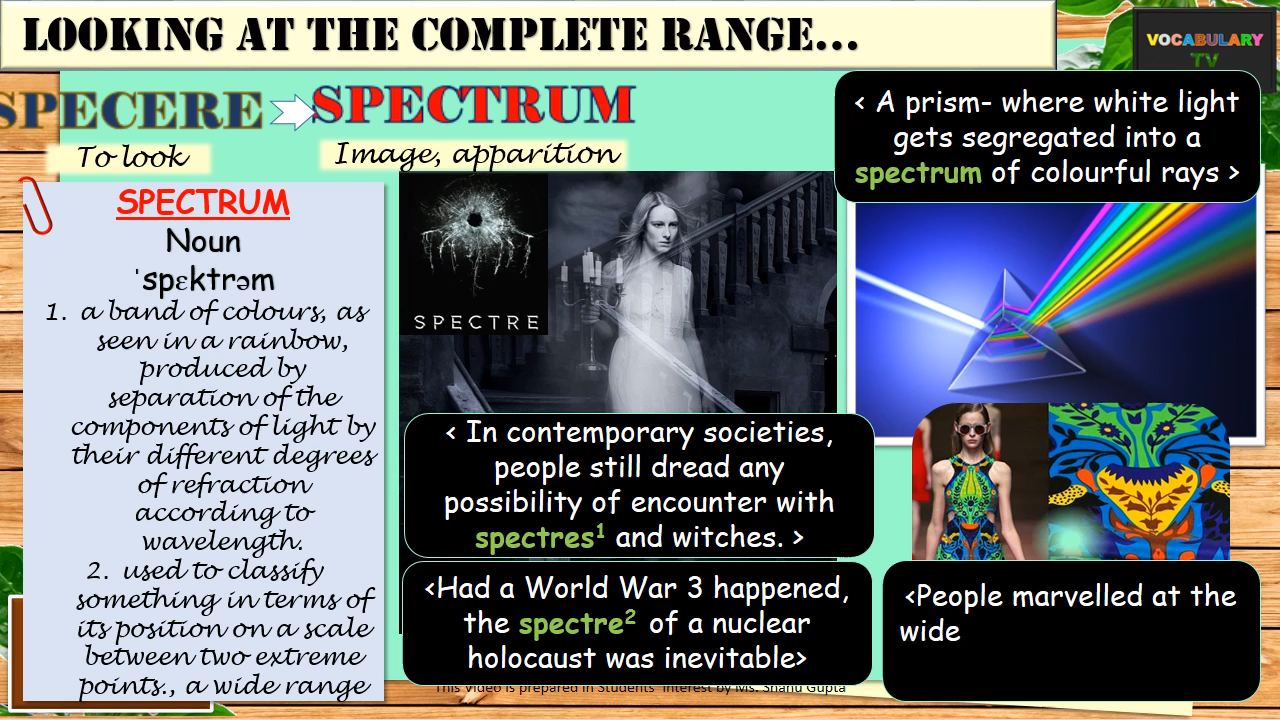 LOOKING AT THE COMPLETE RANGE...
VOCABULARY
TV
SPECERE
SPECTRUM
To look
Image, apparition
SPECTRUM
Noun
ˈspɛktrəm
1. a band of colours, as
seen in a rainbow,
produced by
separation of the
components of light by
their different degrees
of refraction
according to
wavelength.
2. used to classify
something in terms of
its position on a scale
between two extreme
points., a wide range
SPECTRE
< In contemporary societies,
people still dread any
possibility of encounter with
spectres¹ and witches. >
<Had a World War 3 happened,
the spectre² of a nuclear
holocaust was inevitable>
< A prism- where white light
gets segregated into a
spectrum of colourful rays >
<People marvelled at the
wide
This Video is prepared in Students' Interest by Ms. Shanu Gupta